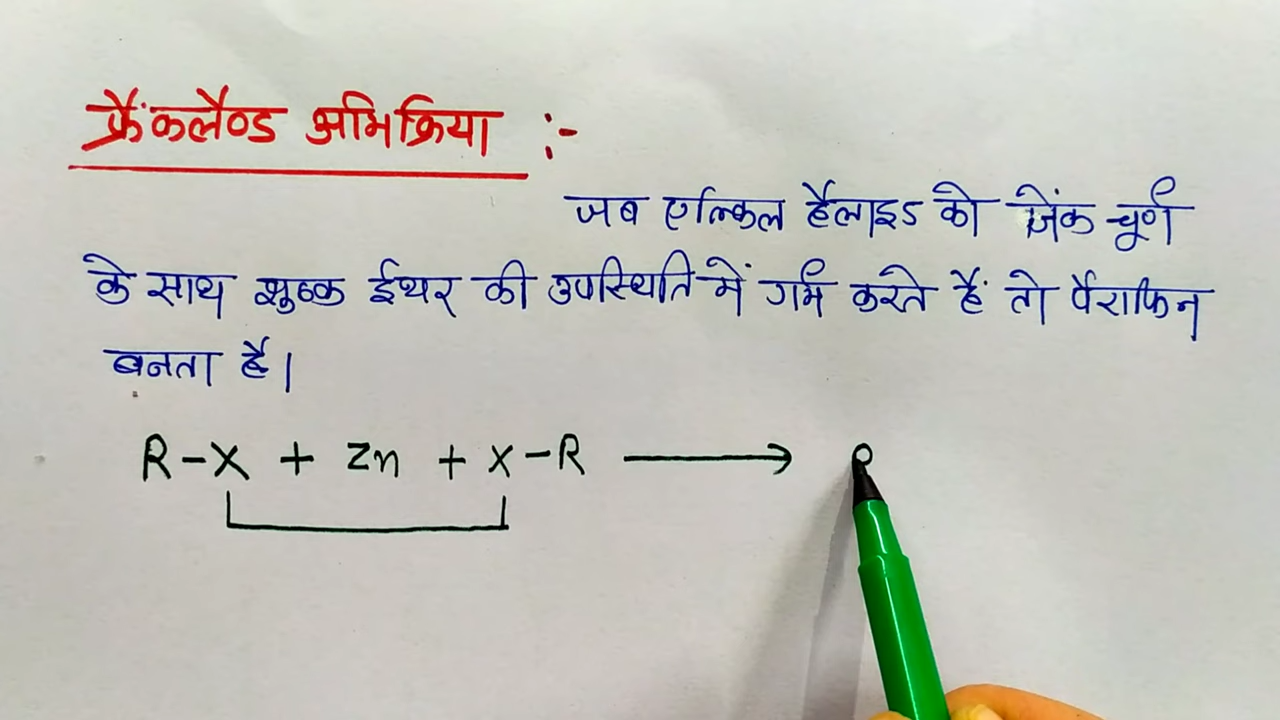 फ्रैंकलैण्ड अभिक्रिया :-
जब एल्किल हैलाइड को जिंक चूर्ण
के साथ शुष्क ईथर की उपस्थिति में गर्म करते हैं तो पैराफिन
बनता है।
R-X + Zn + X-R ⟶ R